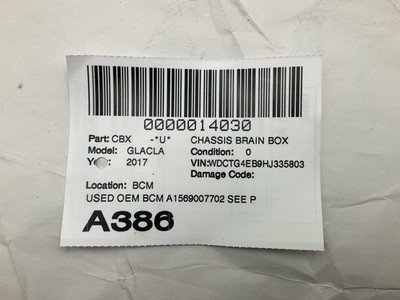 0000014030
Part: CBX -*U* CHASSIS BRAIN BOX
Model: GLACLA Condition: 0
2017 VIN:WDCTG4EB9HJ335803
Damage Code:
Location: BCM
USED OEM BCM A1569007702 SEE P
A386